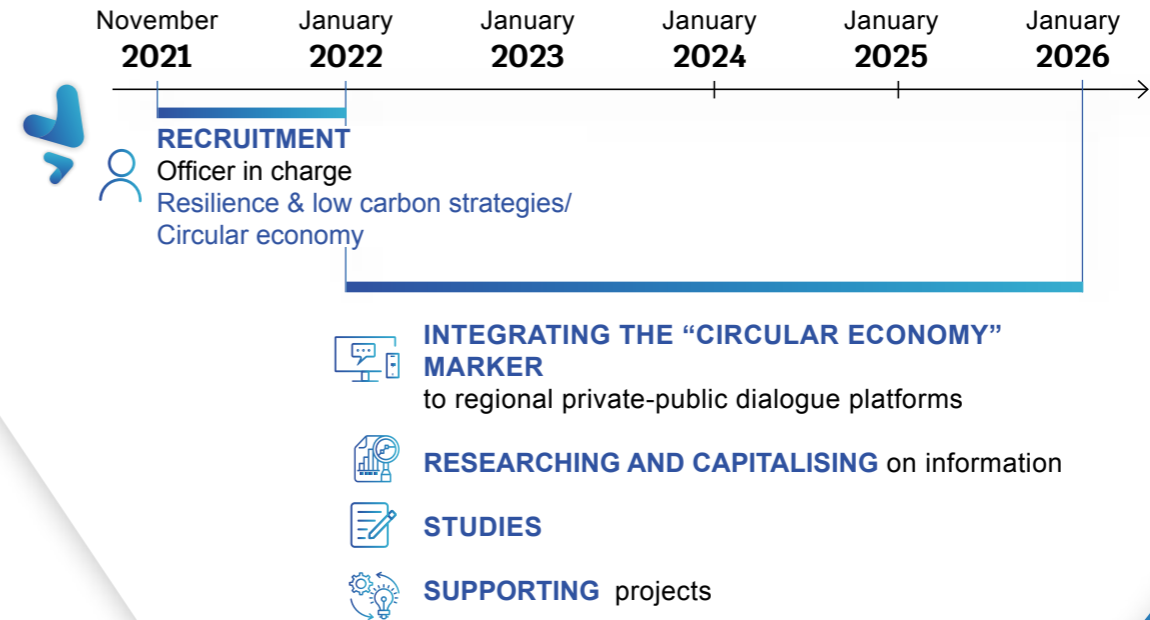 November January January January January January
2021 2022 2023 2024 2025 2026
RECRUITMENT
Officer in charge
Resilience & low carbon strategies/
Circular economy
INTEGRATING THE “CIRCULAR ECONOMY”
MARKER
to regional private-public dialogue platforms
RESEARCHING AND CAPITALISING on information
STUDIES
SUPPORTING projects